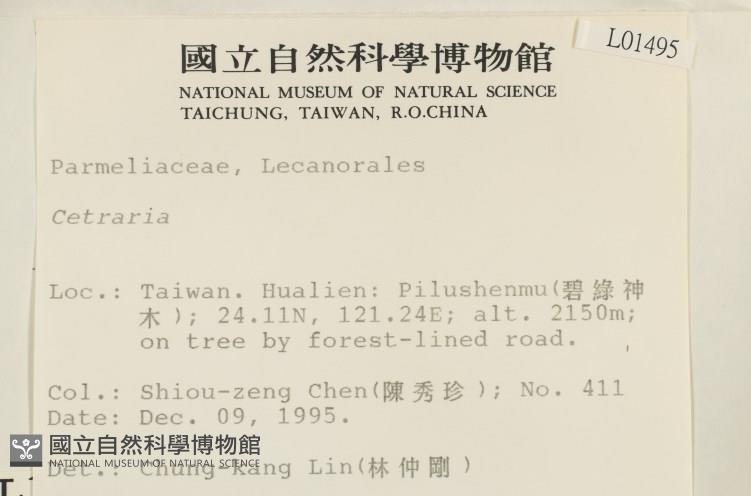 國立自然科學博物館
L01495
NATIONAL MUSEUM OF NATURAL SCIENCE
TAICHUNG, TAIWAN, R.O.CHINA
Parmeliaceae, Lecanorales
Cetraria
Loc.: Taiwan. Hualien: Pilushenmu(碧綠神
木); 24.11N, 121.24E; alt. 2150m;
on tree by forest-lined road.
Col.: Shiou-zeng Chen(陳秀珍); No. 411
Date: Dec. 09, 1995.
國立自然科學博物館
NATIONAL MUSEUM OF NATURAL SCIENCE
Det.: Chung-Kang Lin(林仲剛)